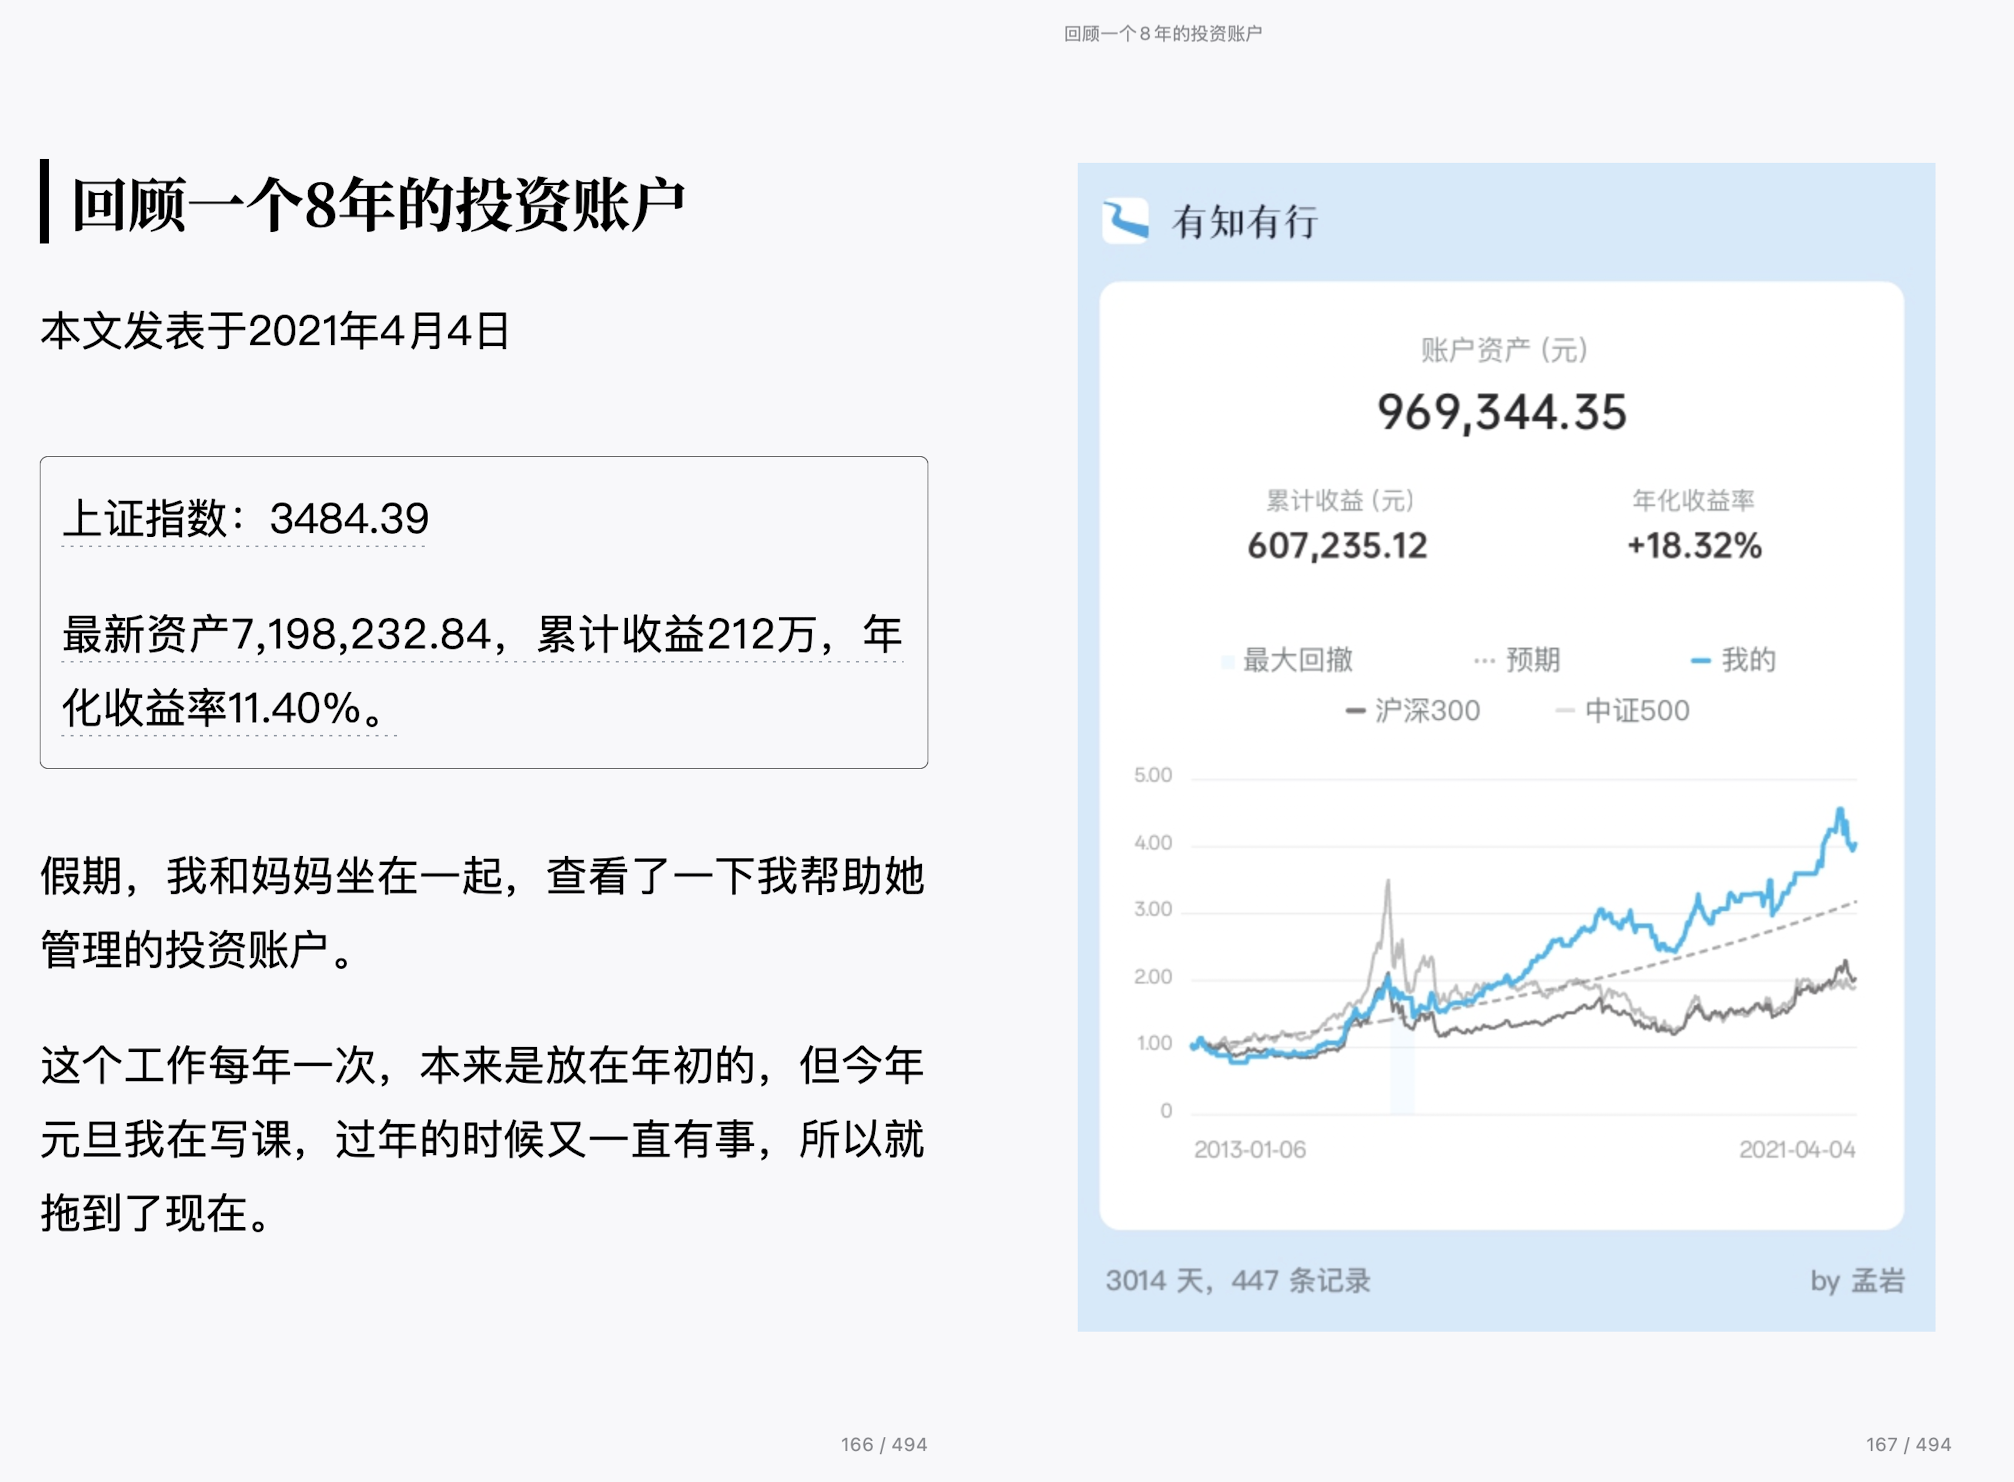 回顾一个8年的投资账户
本文发表于2021年4月4日
上证指数：3484.39
最新资产7,198,232.84，累计收益212万，年
化收益率11.40%。
假期，我和妈妈坐在一起，查看了一下我帮助她
管理的投资账户。
这个工作每年一次，本来是放在年初的，但今年
元旦我在写课，过年的时候又一直有事，所以就
拖到了现在。
166 / 494
回顾一个8年的投资账户
有知有行
账户资产 (元)
969,344.35
累计收益 (元) 年化收益率
607,235.12 +18.32%
最大回撤 预期 我的
沪深300 中证500
5.00
4.00
3.00
2.00
1.00
0
2013-01-06 2021-04-04
3014 天，447 条记录 by 孟岩
167 / 494